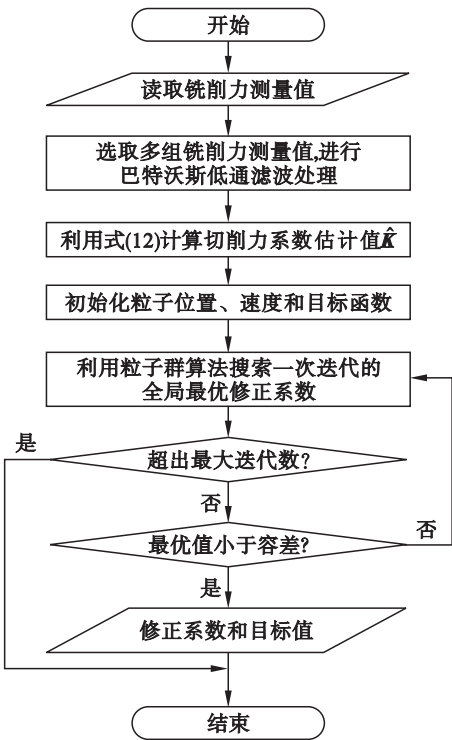 开始
读取铣削力测量值
选取多组铣削力测量值,进行
巴特沃斯低通滤波处理
利用式(12)计算切削力系数估计值K̂
初始化粒子位置、速度和目标函数
利用粒子群算法搜索一次迭代的
全局最优修正系数
是
超出最大迭代数?
否
最优值小于容差?
否
是
修正系数和目标值
结束